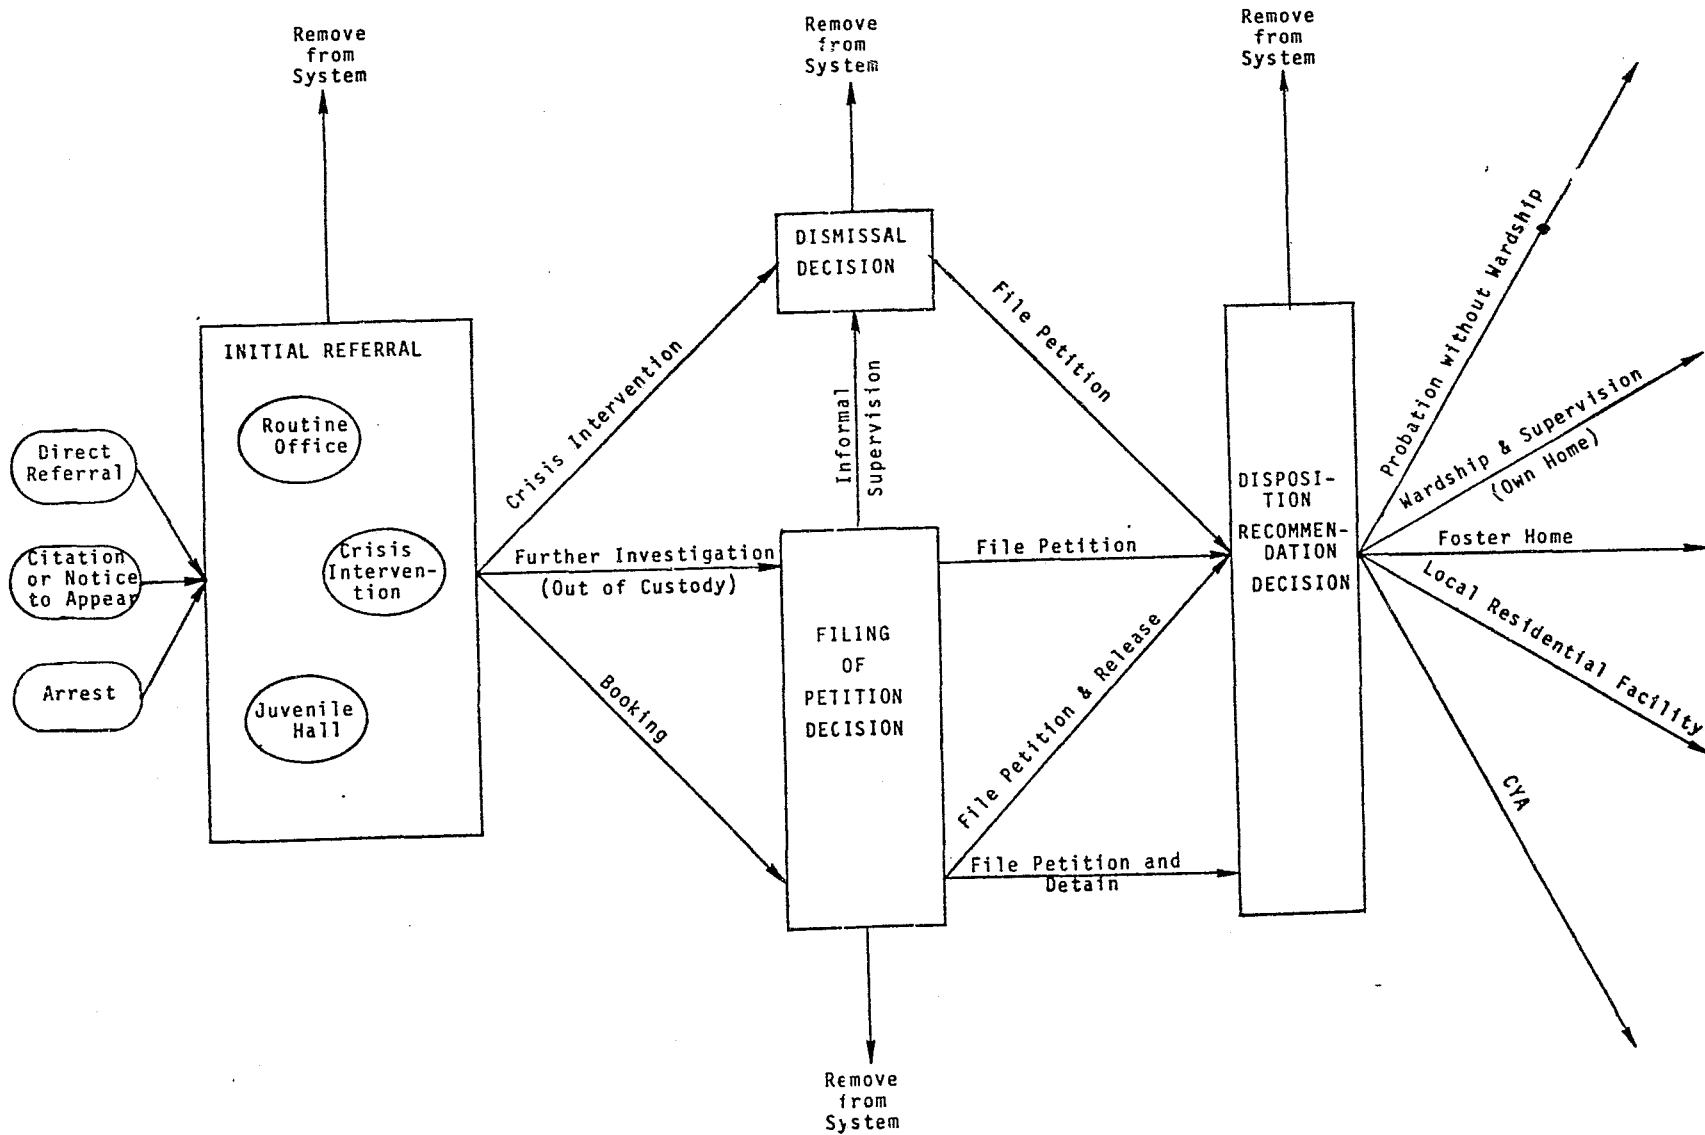 Remove
from
System
Remove
from
System
Remove
from
System
INITIAL REFERRAL
Routine
Office
Crisis
Interven-
tion
Juvenile
Hall
Direct
Referral
Citation
or Notice
to Appear
Arrest
Crisis Intervention
Further Investigation
(Out of Custody)
Booking
DISMISSAL
DECISION
Informal
Supervision
FILING
OF
PETITION
DECISION
Remove
from
System
File Petition
File Petition
File Petition & Release
File Petition and
Detain
DISPOSI-
TION
RECOMMEN-
DATION
DECISION
Probation without Wardship
Wardship & Supervision
(Own Home)
Foster Home
Local Residential Facility
CYA